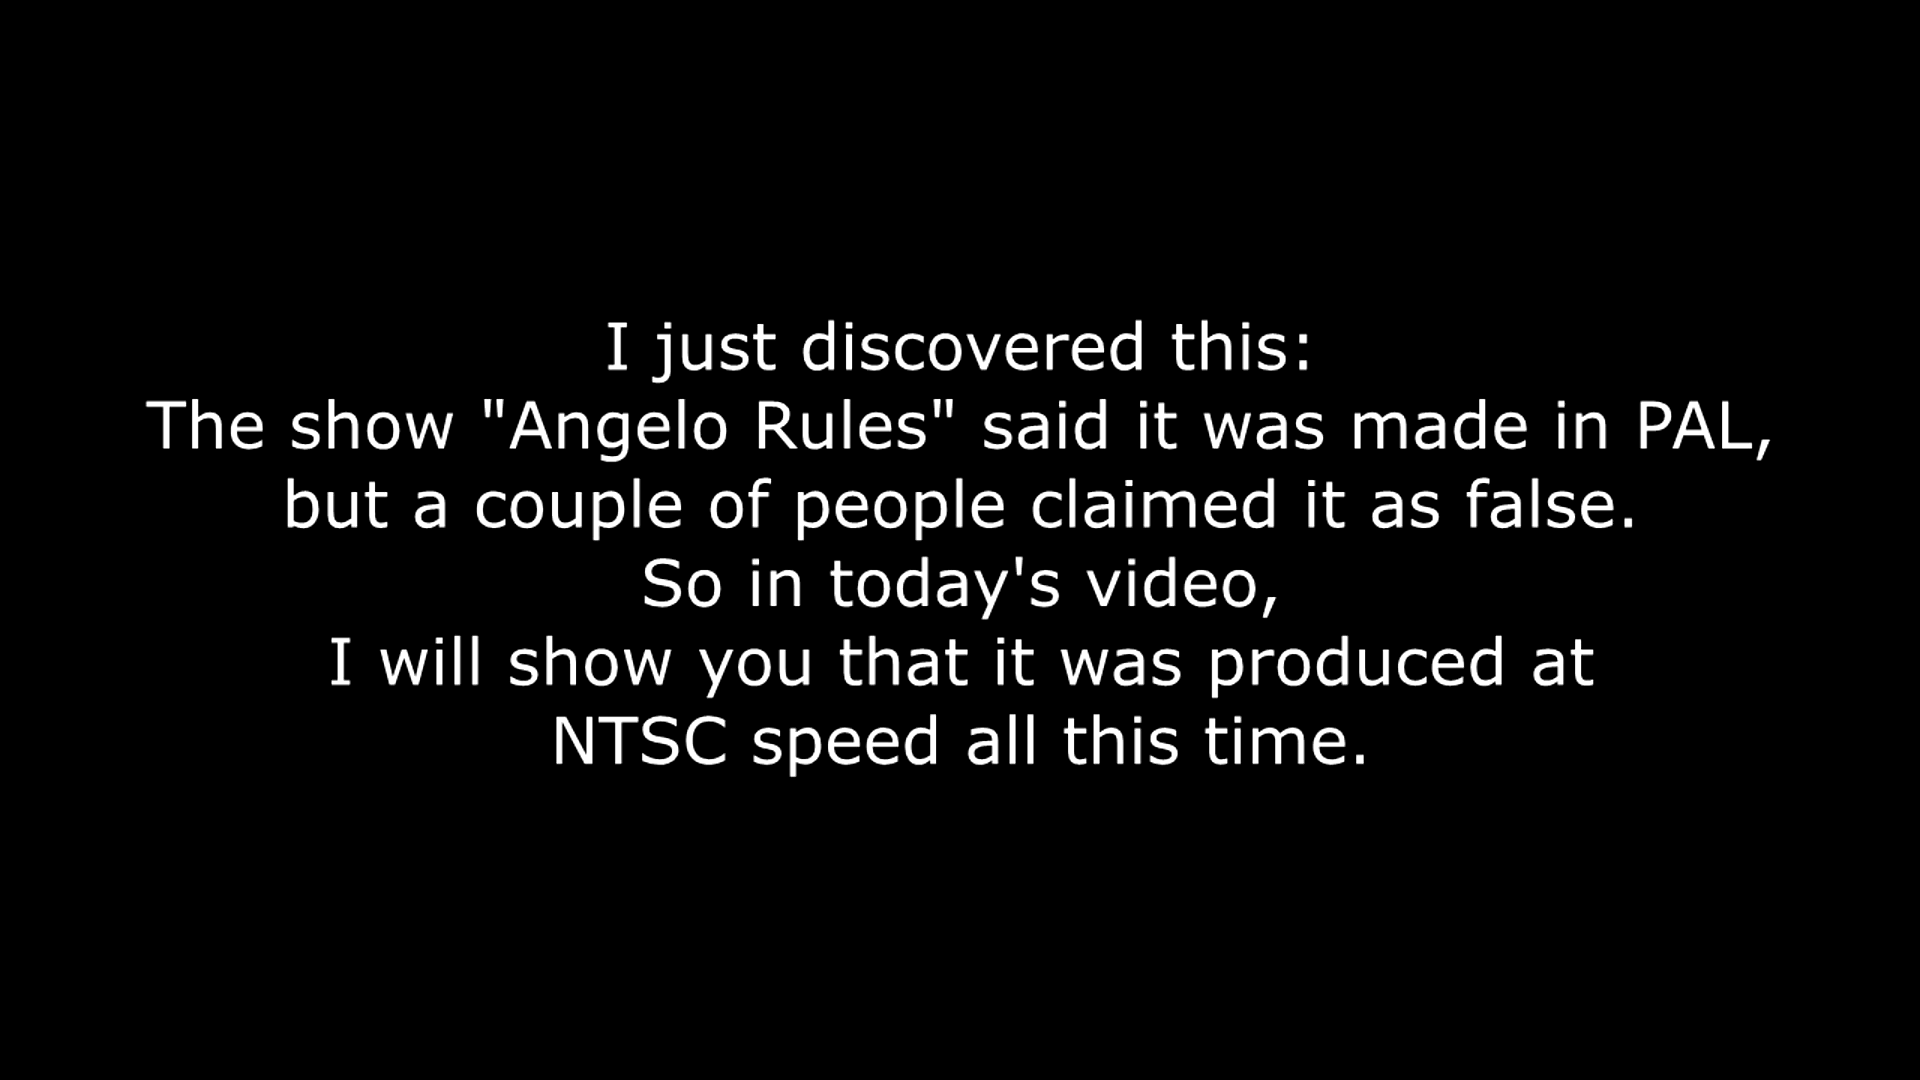 I just discovered this:
The show "Angelo Rules" said it was made in PAL,
but a couple of people claimed it as false.
So in today's video,
I will show you that it was produced at
NTSC speed all this time.